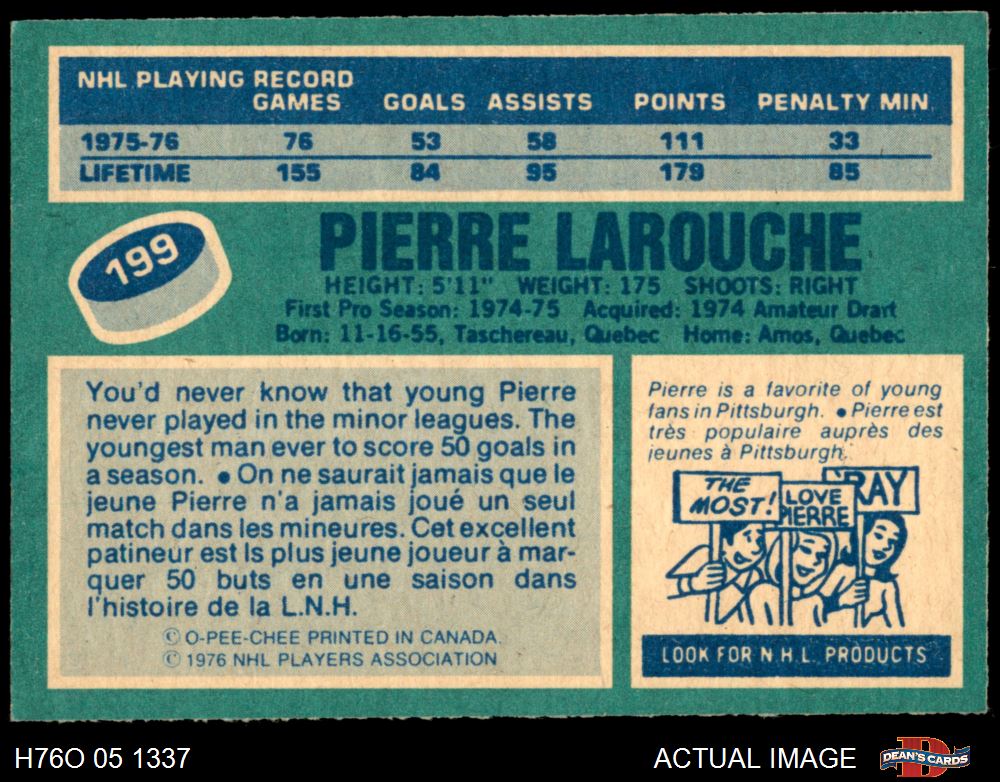 NHL PLAYING RECORD
GAMES GOALS ASSISTS POINTS PENALTY MIN.
1975-76 76 53 58 111 33
LIFETIME 155 84 95 179 85
199
PIERRE LAROUCHE
HEIGHT: 5'11" WEIGHT: 175 SHOOTS: RIGHT
First Pro Season: 1974-75 Acquired: 1974 Amateur Draft
Born: 11-16-55, Taschereau, Quebec Home: Amos, Quebec
You'd never know that young Pierre
never played in the minor leagues. The
youngest man ever to score 50 goals in
a season. ● On ne saurait jamais que le
jeune Pierre n'a jamais joué un seul
match dans les mineures. Cet excellent
patineur est ls plus jeune joueur à mar-
quer 50 buts en une saison dans
l'histoire de la L.N.H.
© O-PEE-CHEE PRINTED IN CANADA.
© 1976 NHL PLAYERS ASSOCIATION
Pierre is a favorite of young
fans in Pittsburgh. ● Pierre est
très populaire auprès des
jeunes à Pittsburgh.
THE
MOST!
LOVE
PIERRE
RAY
LOOK FOR N.H.L. PRODUCTS
H76O 05 1337
ACTUAL IMAGE
DEAN'S CARDS